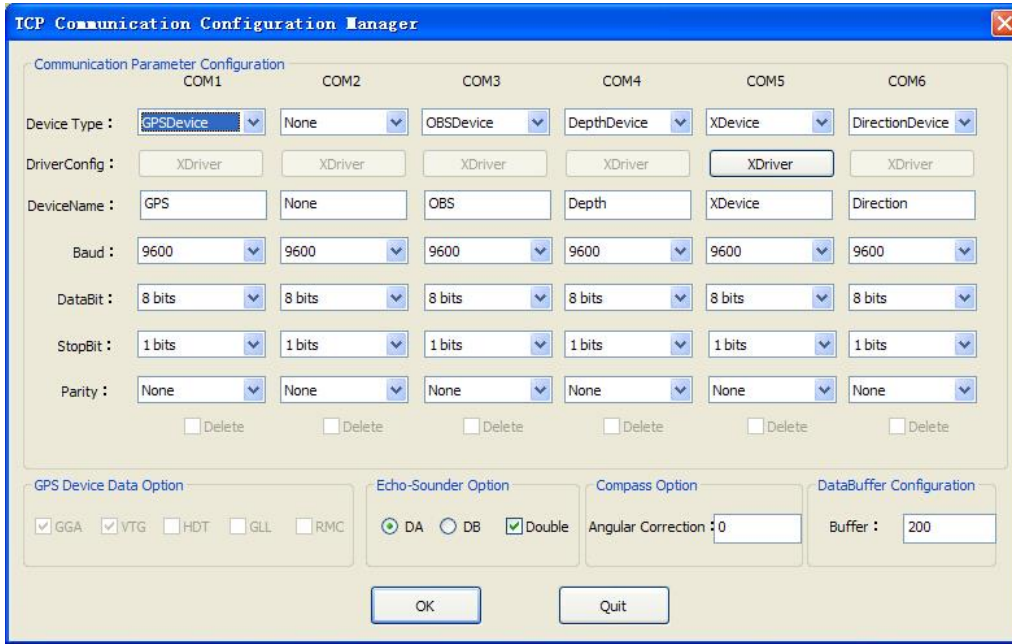 TCP Communication Configuration Manager
Communication Parameter Configuration
COM1 COM2 COM3 COM4 COM5 COM6
Device Type： GPSDevice None OBSDevice DepthDevice XDevice DirectionDevice
DriverConfig： XDriver XDriver XDriver XDriver XDriver XDriver
DeviceName： GPS None OBS Depth XDevice Direction
Baud： 9600 9600 9600 9600 9600 9600
DataBit： 8 bits 8 bits 8 bits 8 bits 8 bits 8 bits
StopBit： 1 bits 1 bits 1 bits 1 bits 1 bits 1 bits
Parity： None None None None None None
Delete Delete Delete Delete Delete Delete
GPS Device Data Option Echo-Sounder Option Compass Option DataBuffer Configuration
GGA VTG HDT GLL RMC DA DB Double Angular Correction：0 Buffer： 200
OK Quit